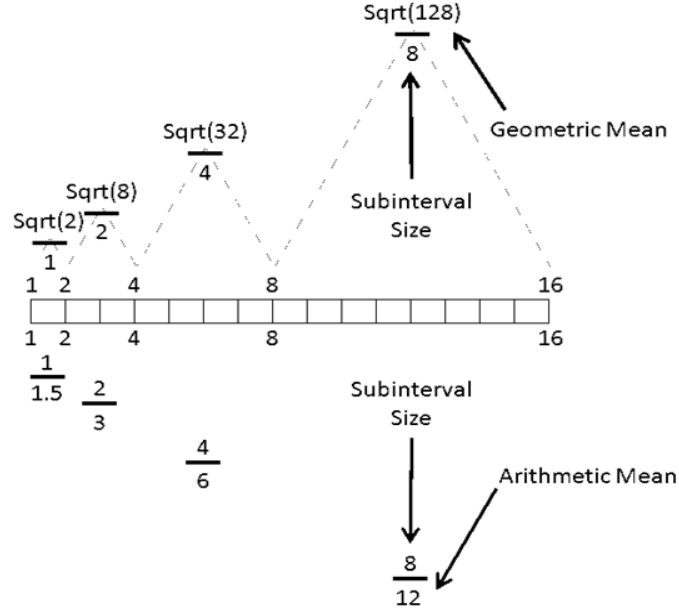 Sqrt(128)
8
Geometric Mean
Sqrt(32)
4
Subinterval
Size
Sqrt(8)
2
Sqrt(2)
1
1 2 4 8 16
1 2 4 8 16
1
1.5
2
3
Subinterval
Size
4
6
Arithmetic Mean
8
12